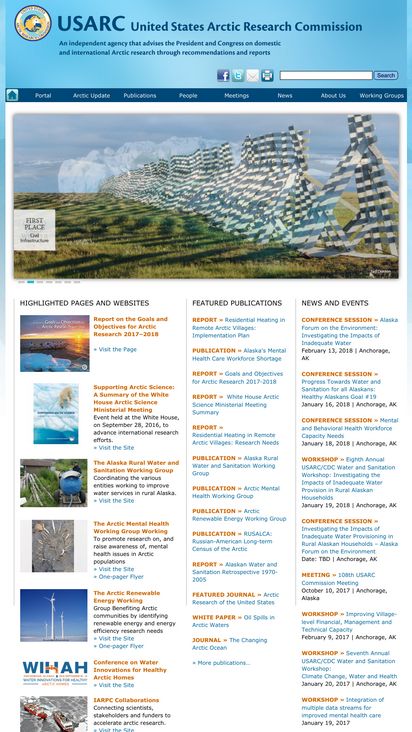 USARC United States Arctic Research Commission
An independent agency that advises the President and Congress on domestic
and international Arctic research through recommendations and reports
Search
Portal Arctic Update Publications People Meetings News About Us Working Groups
FIRST
PLACE
Civil
Infrastructure
HIGHLIGHTED PAGES AND WEBSITES
Report on the Goals and
Objectives for Arctic
Research 2017–2018
» Visit the Page
Supporting Arctic Science:
A Summary of the White
House Arctic Science
Ministerial Meeting
Event held at the White House,
on September 28, 2016, to
advance international research
efforts.
» Visit the Site
The Alaska Rural Water and
Sanitation Working Group
Coordinating the various
entities working to improve
water services in rural Alaska.
» Visit the Site
The Arctic Mental Health
Working Group
To promote research on, and
raise awareness of, mental
health issues in Arctic
populations
» Visit the Site
» One-pager Flyer
The Arctic Renewable
Energy Working
Group Benefiting Arctic
communities by identifying
renewable energy and energy
efficiency research needs
» Visit the Site
» One-pager Flyer
WIHAH
WATER INNOVATIONS FOR HEALTHY
ARCTIC HOMES
Conference on Water
Innovations for Healthy
Arctic Homes
» Visit the Site
IARPC Collaborations
Connecting scientists,
stakeholders and funders to
accelerate arctic research.
FEATURED PUBLICATIONS
REPORT » Residential Heating in
Remote Arctic Villages:
Implementation Plan
PUBLICATION » Alaska's Mental
Health Care Workforce Shortage
REPORT » Goals and Objectives
for Arctic Research 2017-2018
REPORT » White House Arctic
Science Ministerial Meeting
Summary
REPORT »
Residential Heating in Remote
Arctic Villages: Research Needs
PUBLICATION » Alaska Rural
Water and Sanitation Working
Group
PUBLICATION » Arctic Mental
Health Working Group
PUBLICATION » Arctic
Renewable Energy Working Group
PUBLICATION » RUSALCA:
Russian-American Long-term
Census of the Arctic
REPORT » Alaskan Water and
Sanitation Retrospective 1970-
2005
FEATURED JOURNAL » Arctic
Research of the United States
WHITE PAPER » Oil Spills in
Arctic Waters
JOURNAL » The Changing
Arctic Ocean
» More publications...
NEWS AND EVENTS
CONFERENCE SESSION » Alaska
Forum on the Environment:
Investigating the Impacts of
Inadequate Water
February 13, 2018 | Anchorage,
AK
CONFERENCE SESSION »
Progress Towards Water and
Sanitation for all Alaskans:
Healthy Alaskans Goal #19
January 16, 2018 | Anchorage, AK
CONFERENCE SESSION » Mental
and Behavioral Health Workforce
Capacity Needs
January 18, 2018 | Anchorage, AK
WORKSHOP » Eighth Annual
USARC/CDC Water and Sanitation
Workshop: Investigating the
Impacts of Inadequate Water
Provision in Rural Alaskan
Households
January 19, 2018 | Anchorage, AK
CONFERENCE SESSION »
Investigating the Impacts of
Inadequate Water Provisioning in
Rural Alaskan Households – Alaska
Forum on the Environment
Date: TBD | Anchorage, AK
MEETING » 108th USARC
Commission Meeting
October 10, 2017 | Anchorage,
Alaska
WORKSHOP » Improving Village-
level Financial, Management and
Technical Capacity
February 9, 2017 | Anchorage, AK
WORKSHOP » Seventh Annual
USARC/CDC Water and Sanitation
Workshop:
Climate Change, Water and Health
January 20, 2017 | Anchorage, AK
WORKSHOP » Integration of
multiple data streams for
improved mental health care
January 19, 2017